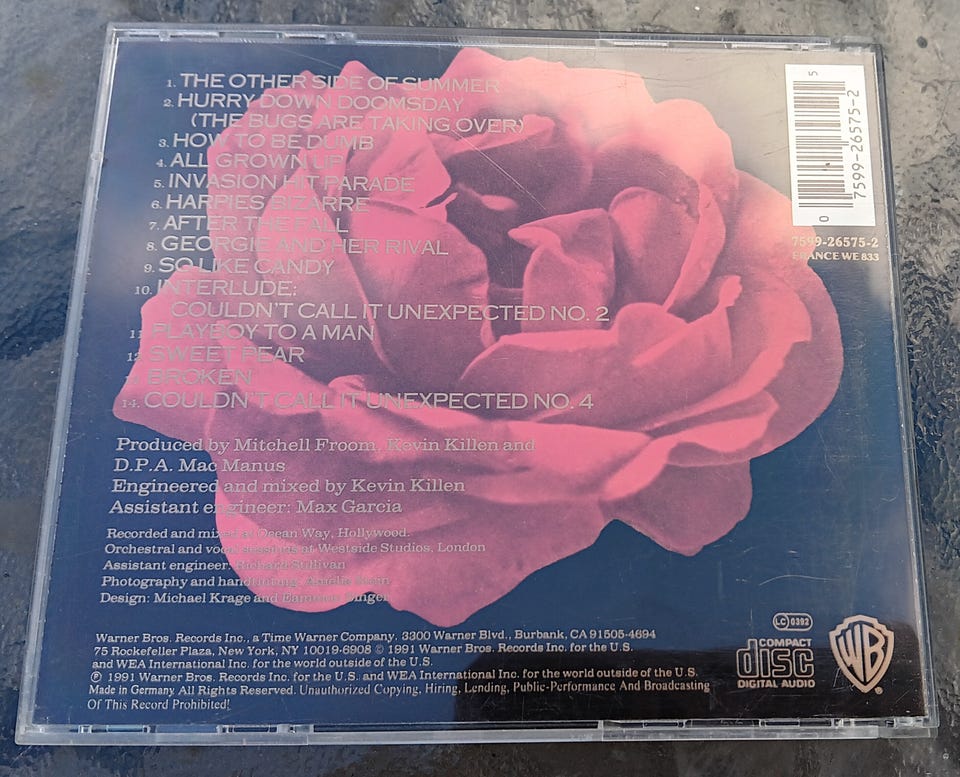 1. THE OTHER SIDE OF SUMMER
2. HURRY DOWN DOOMSDAY
(THE BUGS ARE TAKING OVER)
3. HOW TO BE DUMB
4. ALL GROWN UP
5. INVASION HIT PARADE
6. HARPIES BIZARRE
7. AFTER THE FALL
8. GEORGIE AND HER RIVAL
9. SO LIKE CANDY
10. INTERLUDE:
COULDN'T CALL IT UNEXPECTED NO. 2
11. PLAYBOY TO A MAN
12. SWEET PEAR
13. BROKEN
14. COULDN'T CALL IT UNEXPECTED NO. 4
Produced by Mitchell Froom, Kevin Killen and
D.P.A. Mac Manus
Engineered and mixed by Kevin Killen
Assistant engineer: Max Garcia
Recorded and mixed at Ocean Way, Hollywood.
Orchestral and vocal sessions at Westside Studios, London
Assistant engineer: Richard Sullivan
Photography and handtinting: Amelia
Design: Michael Krage and Singer
Warner Bros. Records Inc., a Time Warner Company. 3300 Warner Blvd., Burbank, CA 91505-4694
75 Rockefeller Plaza, New York, NY 10019-6908 © 1991 Warner Bros. Records Inc. for the U.S.
and WEA International Inc. for the world outside of the U.S.
℗ 1991 Warner Bros. Records Inc. for the U.S. and WEA International Inc. for the world outside of the U.S.
Made in Germany. All Rights Reserved. Unauthorized Copying, Hiring, Lending, Public-Performance And Broadcasting
Of This Record Prohibited!
5
0
7599-26575-2
7599-26575-2
FRANCE WE 833
LC 0392
COMPACT
disc
DIGITAL AUDIO
WB
®